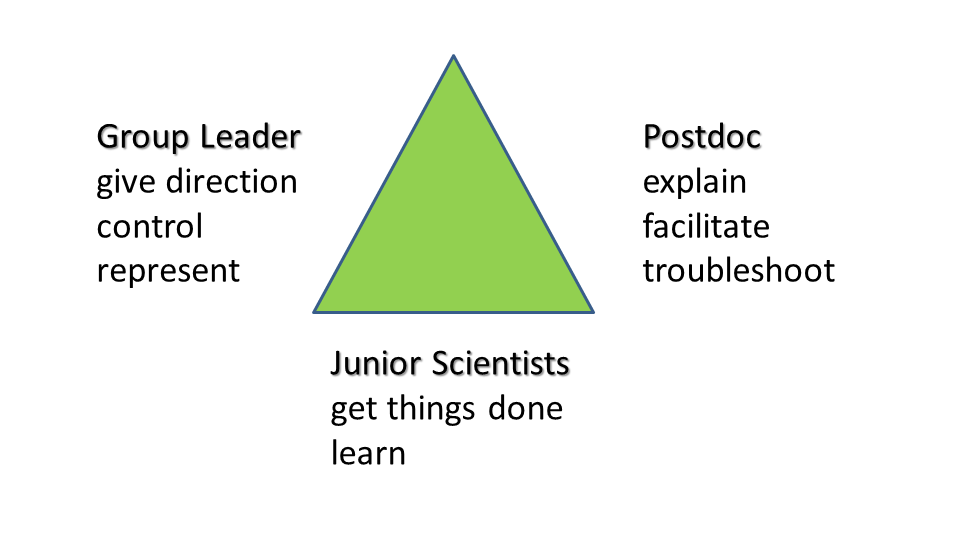 Group Leader
give direction
control
represent
Postdoc
explain
facilitate
troubleshoot
Junior Scientists
get things done
learn